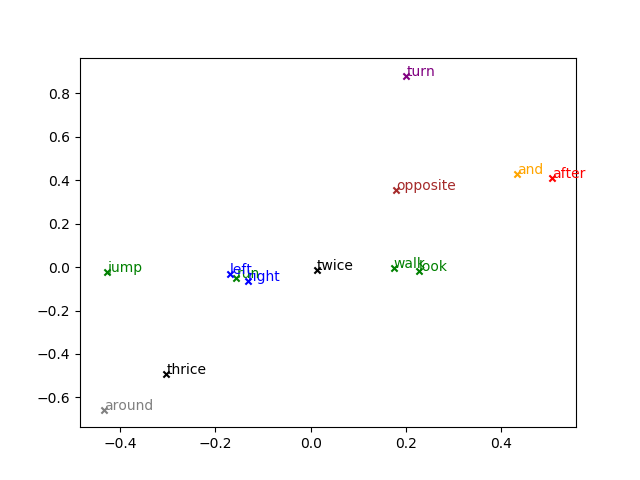 turn
0.8
0.6
and
after
0.4
opposite
0.2
jump
left
run
right
twice
walk
look
0.0
−0.2
−0.4
thrice
around
−0.6
−0.4
−0.2
0.0
0.2
0.4